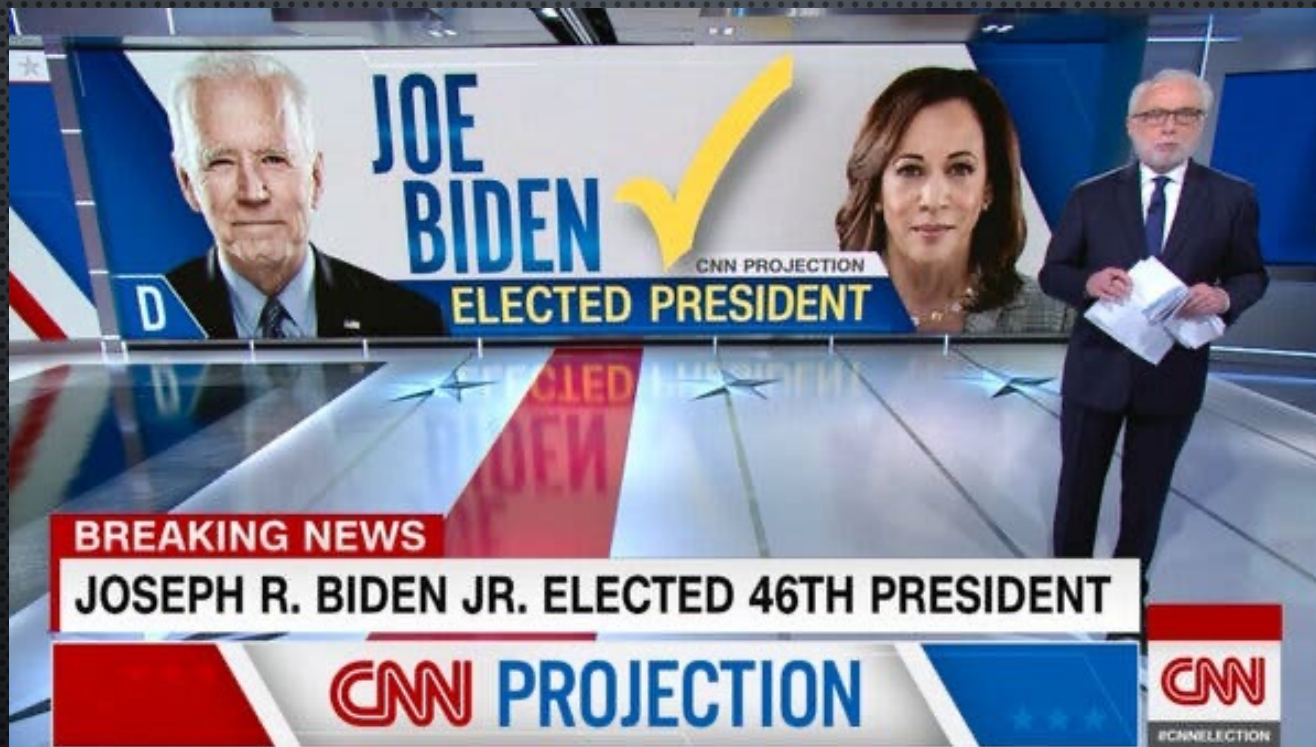 JOE
BIDEN
CNN PROJECTION
D
ELECTED PRESIDENT
BREAKING NEWS
JOSEPH R. BIDEN JR. ELECTED 46TH PRESIDENT
CNN PROJECTION
CNN
#CNNELECTION